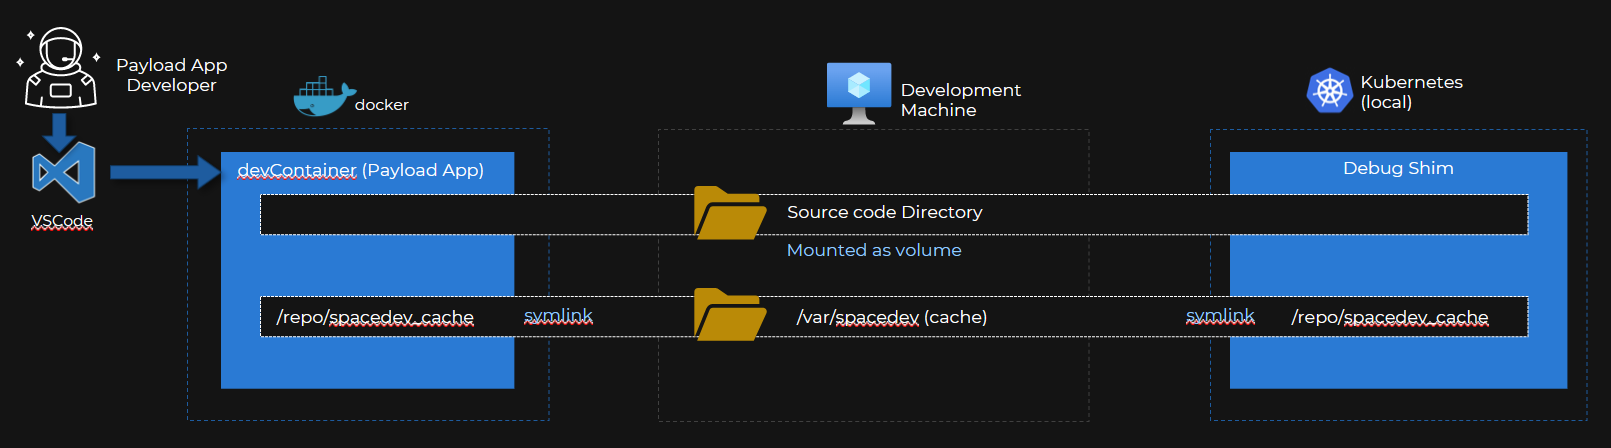 Payload App
Developer
VSCode
docker
devContainer (Payload App)
Development
Machine
Kubernetes
(local)
Debug Shim
Source code Directory
Mounted as volume
/repo/spacedev_cache
symlink
/var/spacedev (cache)
symlink
/repo/spacedev_cache